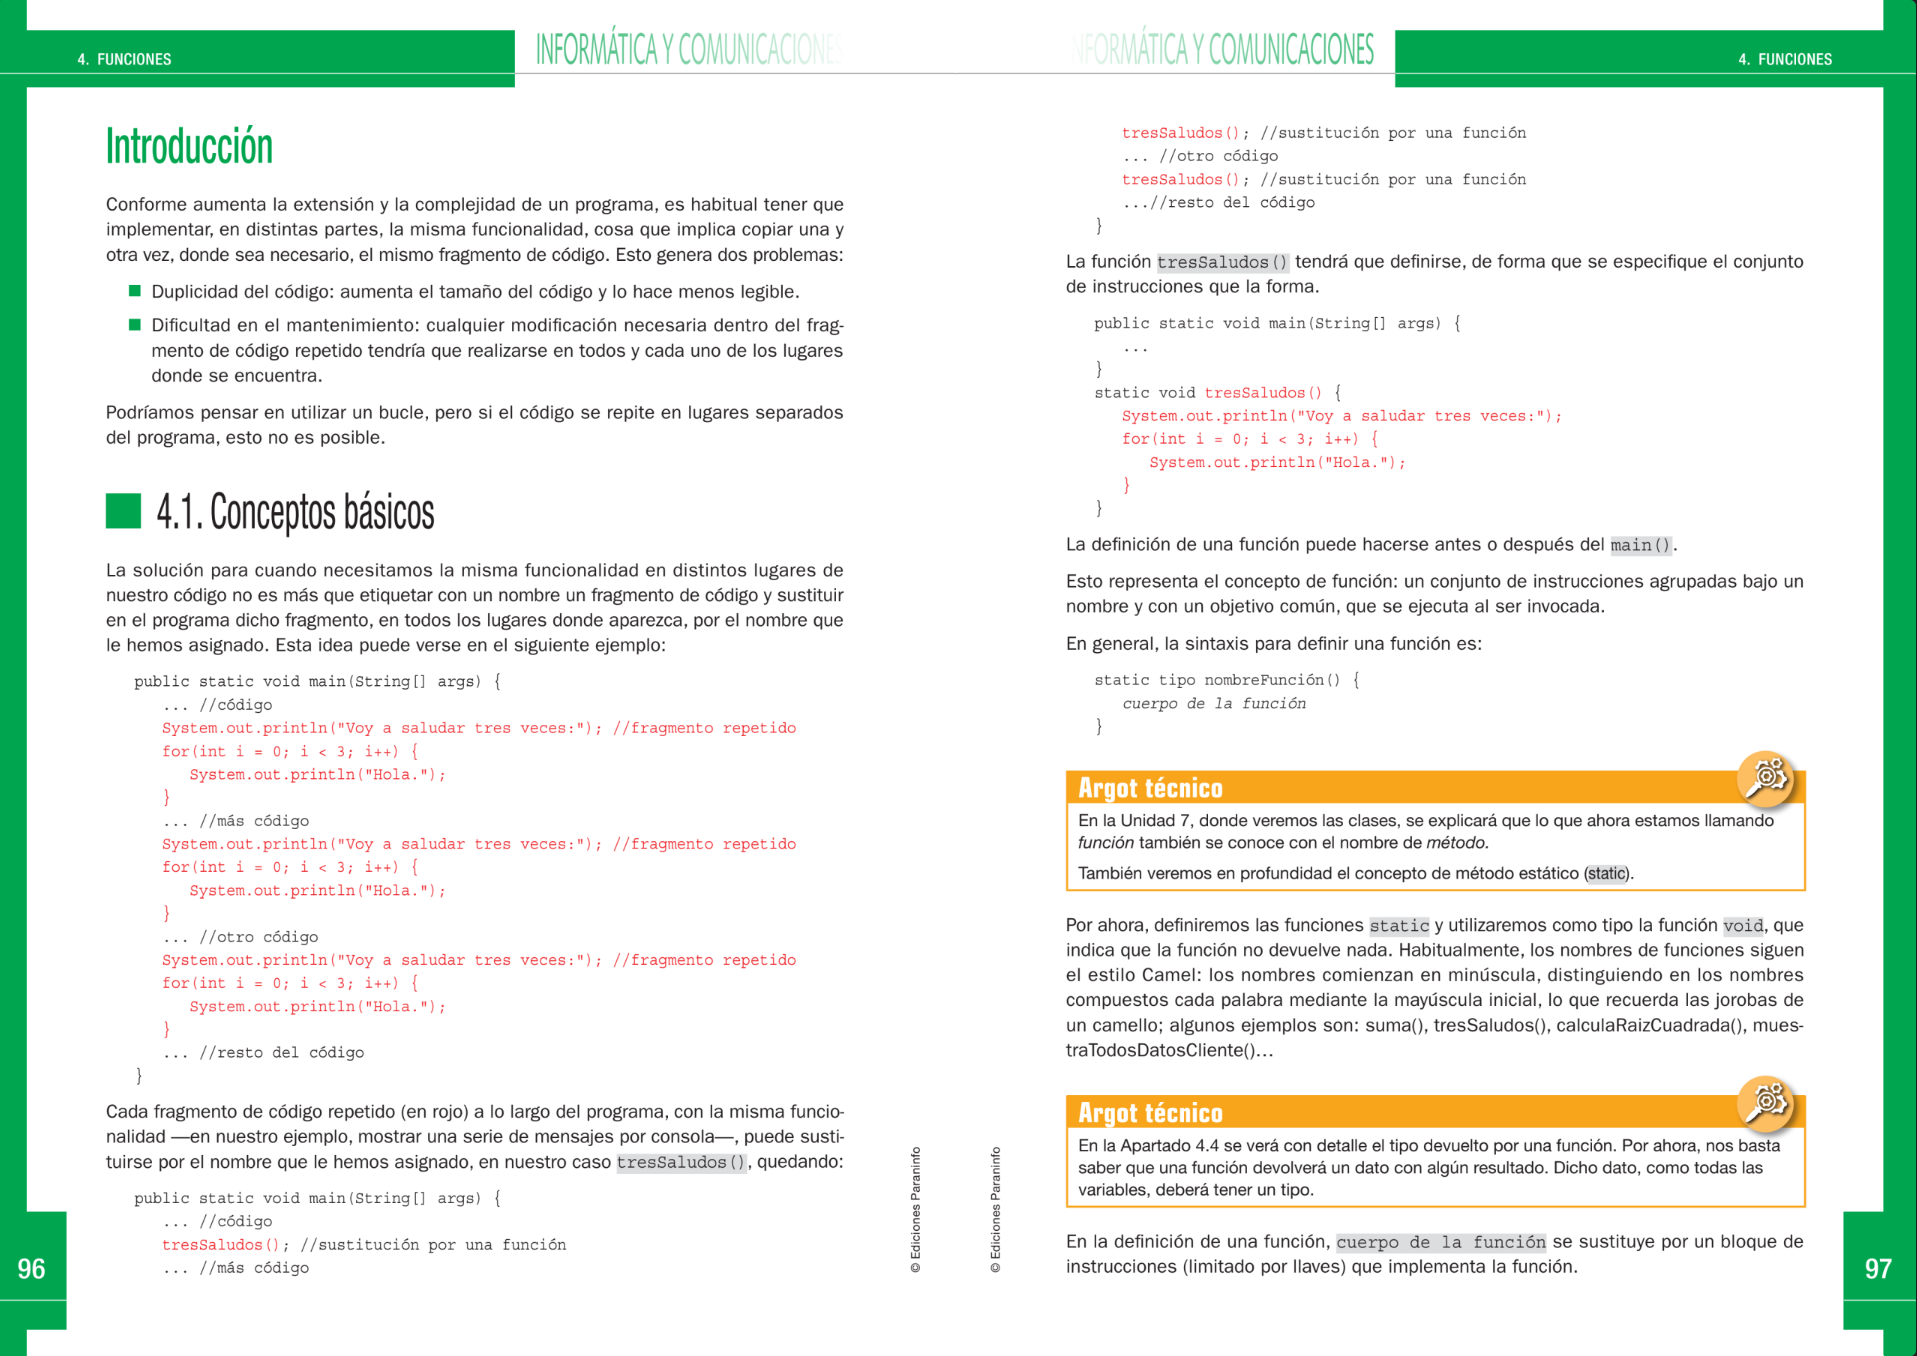 4. FUNCIONES
INFORMÁTICA Y COMUNICACIONES
Introducción
Conforme aumenta la extensión y la complejidad de un programa, es habitual tener que
implementar, en distintas partes, la misma funcionalidad, cosa que implica copiar una y
otra vez, donde sea necesario, el mismo fragmento de código. Esto genera dos problemas:
■ Duplicidad del código: aumenta el tamaño del código y lo hace menos legible.
■ Dificultad en el mantenimiento: cualquier modificación necesaria dentro del frag-
mento de código repetido tendría que realizarse en todos y cada uno de los lugares
donde se encuentra.
Podríamos pensar en utilizar un bucle, pero si el código se repite en lugares separados
del programa, esto no es posible.
4.1. Conceptos básicos
La solución para cuando necesitamos la misma funcionalidad en distintos lugares de
nuestro código no es más que etiquetar con un nombre un fragmento de código y sustituir
en el programa dicho fragmento, en todos los lugares donde aparezca, por el nombre que
le hemos asignado. Esta idea puede verse en el siguiente ejemplo:
public static void main(String[] args) {
... //código
System.out.println("Voy a saludar tres veces:"); //fragmento repetido
for(int i = 0; i < 3; i++) {
System.out.println("Hola.");
}
... //más código
System.out.println("Voy a saludar tres veces:"); //fragmento repetido
for(int i = 0; i < 3; i++) {
System.out.println("Hola.");
}
... //otro código
System.out.println("Voy a saludar tres veces:"); //fragmento repetido
for(int i = 0; i < 3; i++) {
System.out.println("Hola.");
}
... //resto del código
}
Cada fragmento de código repetido (en rojo) a lo largo del programa, con la misma funcio-
nalidad —en nuestro ejemplo, mostrar una serie de mensajes por consola—, puede susti-
tuirse por el nombre que le hemos asignado, en nuestro caso tresSaludos(), quedando:
public static void main(String[] args) {
... //código
tresSaludos(); //sustitución por una función
... //más código
© Ediciones Paraninfo
96
INFORMÁTICA Y COMUNICACIONES
4. FUNCIONES
tresSaludos(); //sustitución por una función
... //otro código
tresSaludos(); //sustitución por una función
...//resto del código
}
La función tresSaludos() tendrá que definirse, de forma que se especifique el conjunto
de instrucciones que la forma.
public static void main(String[] args) {
...
}
static void tresSaludos() {
System.out.println("Voy a saludar tres veces:");
for(int i = 0; i < 3; i++) {
System.out.println("Hola.");
}
}
La definición de una función puede hacerse antes o después del main().
Esto representa el concepto de función: un conjunto de instrucciones agrupadas bajo un
nombre y con un objetivo común, que se ejecuta al ser invocada.
En general, la sintaxis para definir una función es:
static tipo nombreFunción() {
cuerpo de la función
}
Argot técnico
En la Unidad 7, donde veremos las clases, se explicará que lo que ahora estamos llamando
función también se conoce con el nombre de método.
También veremos en profundidad el concepto de método estático (static).
Por ahora, definiremos las funciones static y utilizaremos como tipo la función void, que
indica que la función no devuelve nada. Habitualmente, los nombres de funciones siguen
el estilo Camel: los nombres comienzan en minúscula, distinguiendo en los nombres
compuestos cada palabra mediante la mayúscula inicial, lo que recuerda las jorobas de
un camello; algunos ejemplos son: suma(), tresSaludos(), calculaRaizCuadrada(), mues-
traTodosDatosCliente()...
Argot técnico
En la Apartado 4.4 se verá con detalle el tipo devuelto por una función. Por ahora, nos basta
saber que una función devolverá un dato con algún resultado. Dicho dato, como todas las
variables, deberá tener un tipo.
En la definición de una función, cuerpo de la función se sustituye por un bloque de
instrucciones (limitado por llaves) que implementa la función.
© Ediciones Paraninfo
97